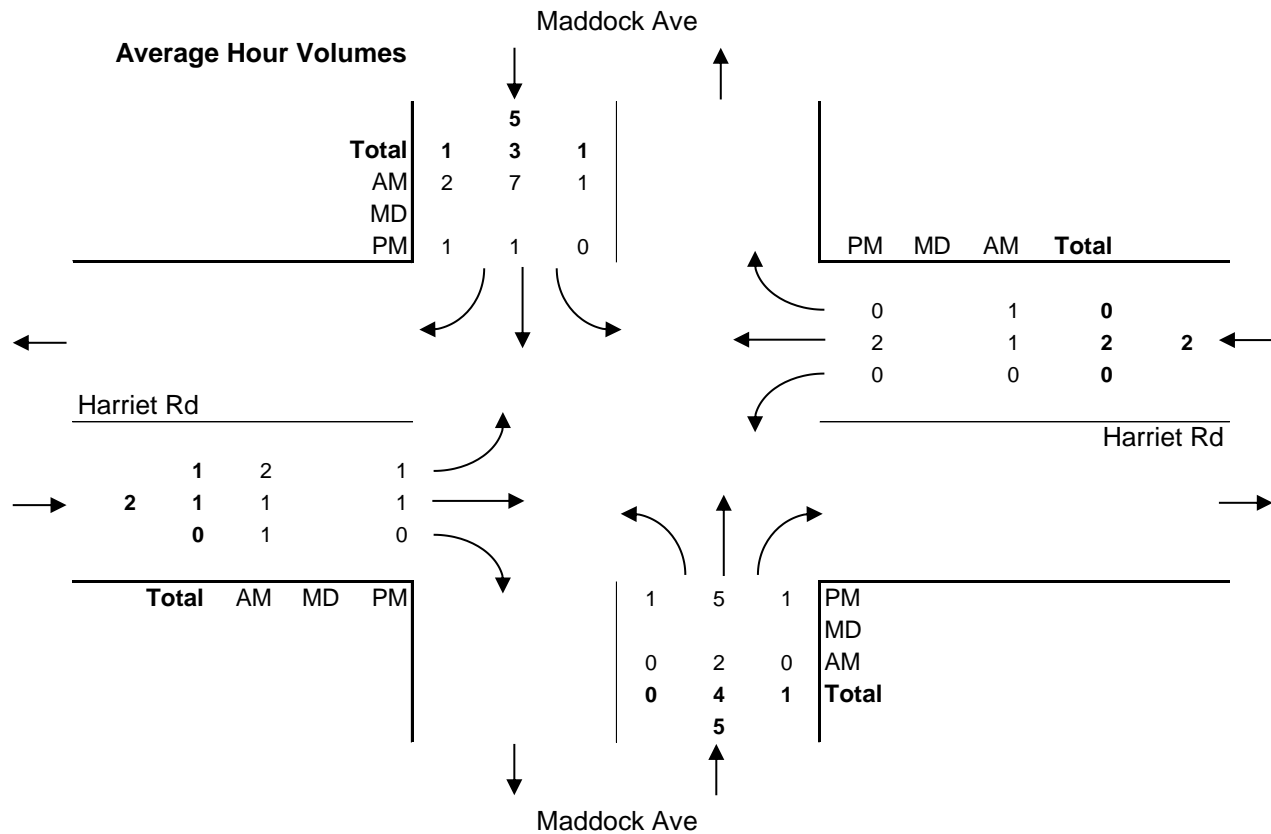 Maddock Ave
Average Hour Volumes
5
Total 1 3 1
AM 2 7 1
MD
PM 1 1 0
PM MD AM Total
0 1 0
2 1 2 2
0 0 0
Harriet Rd
Harriet Rd
1 2 1
2 1 1 1
0 1 0
Total AM MD PM
1 5 1 PM
MD
0 2 0 AM
0 4 1 Total
5
Maddock Ave